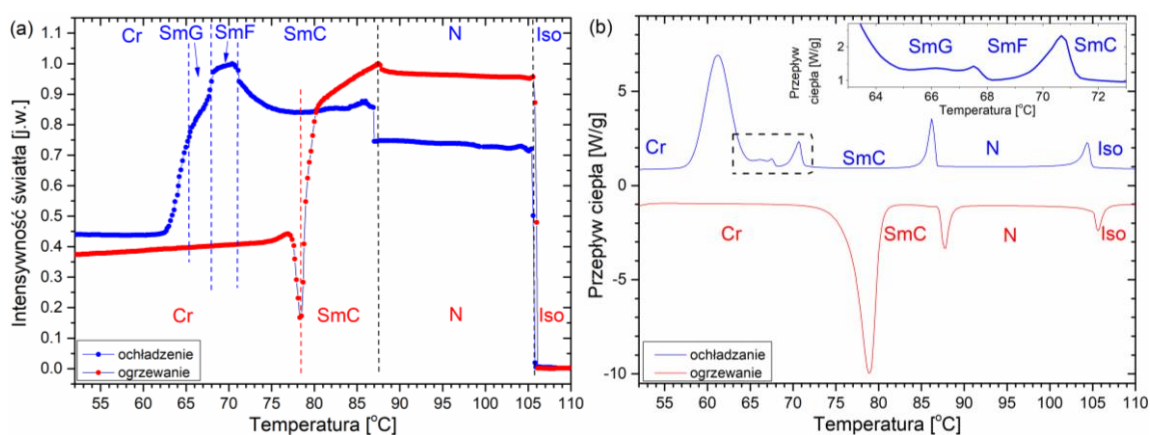 (a)
Cr SmG SmF SmC N Iso
1.1
1.0
0.9
0.8
0.7
0.6
0.5
0.4
0.3
0.2
0.1
0.0
Intensywność światła [j.w.]
Cr SmC N Iso
ochłądzenie
ogrzewanie
55 60 65 70 75 80 85 90 95 100 105 110
Temperatura [°C]
(b)
SmG SmF SmC
2
1
Przepływ
ciepła [W/g]
64 66 68 70 72
Temperatura [°C]
5
0
-5
-10
Przepływ ciepła [W/g]
Cr SmC N Iso
Cr SmC N Iso
ochładzanie
ogrzewanie
55 60 65 70 75 80 85 90 95 100 105 110
Temperatura [°C]